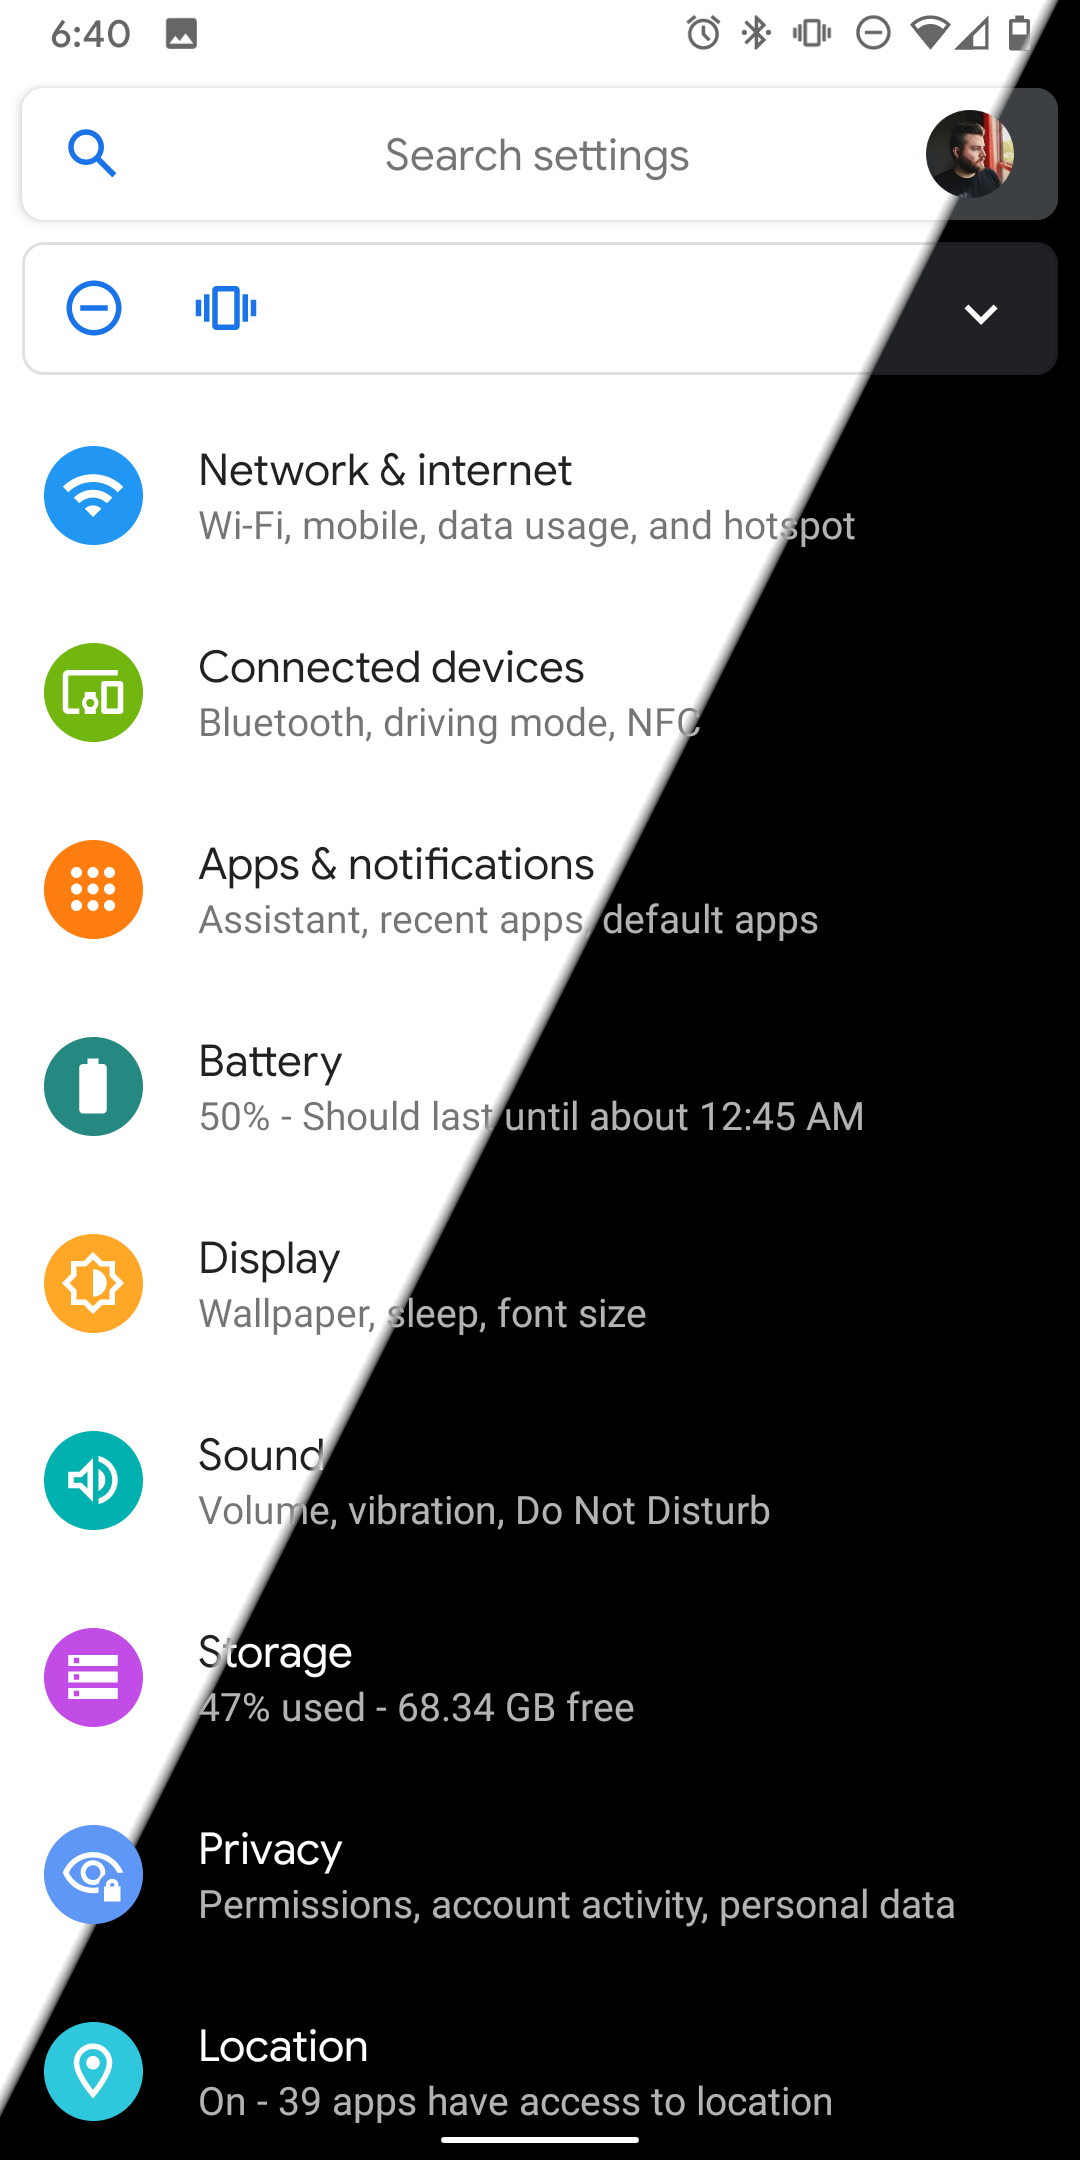 6:40
Search settings
Network & internet
Wi-Fi, mobile, data usage, and hotspot
Connected devices
Bluetooth, driving mode, NFC
Apps & notifications
Assistant, recent apps, default apps
Battery
50% - Should last until about 12:45 AM
Display
Wallpaper, sleep, font size
Sound
Volume, vibration, Do Not Disturb
Storage
47% used - 68.34 GB free
Privacy
Permissions, account activity, personal data
Location
On - 39 apps have access to location